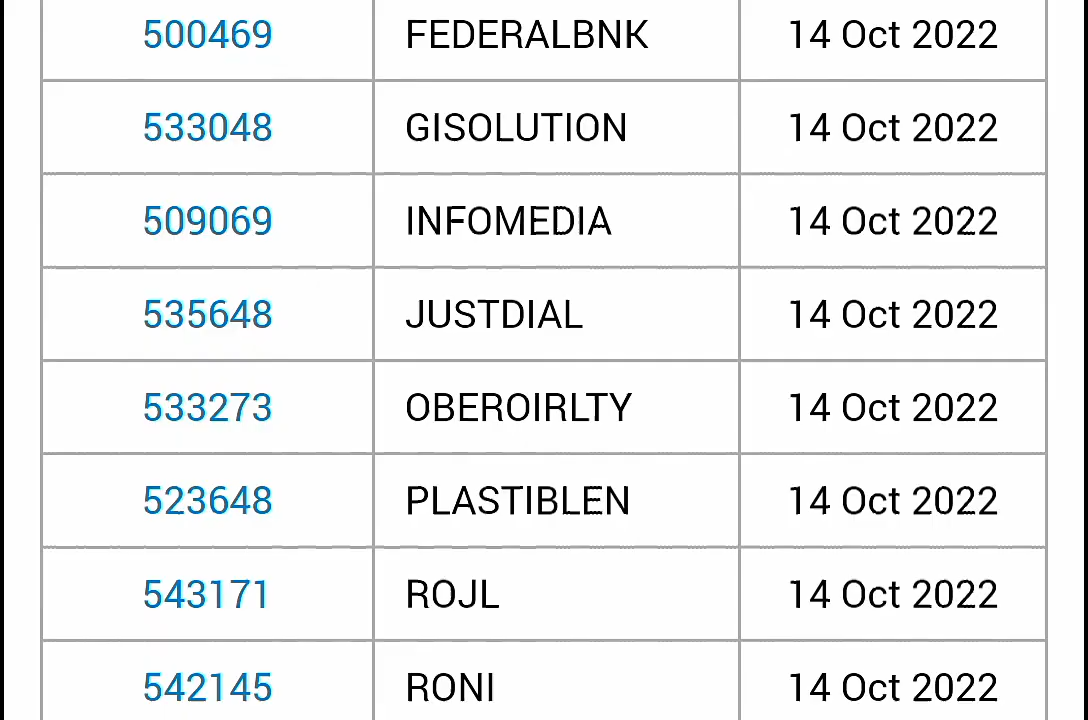 500469 FEDERALBNK 14 Oct 2022
533048 GISOLUTION 14 Oct 2022
509069 INFOMEDIA 14 Oct 2022
535648 JUSTDIAL 14 Oct 2022
533273 OBEROIRLTY 14 Oct 2022
523648 PLASTIBLEN 14 Oct 2022
543171 ROJL 14 Oct 2022
542145 RONI 14 Oct 2022